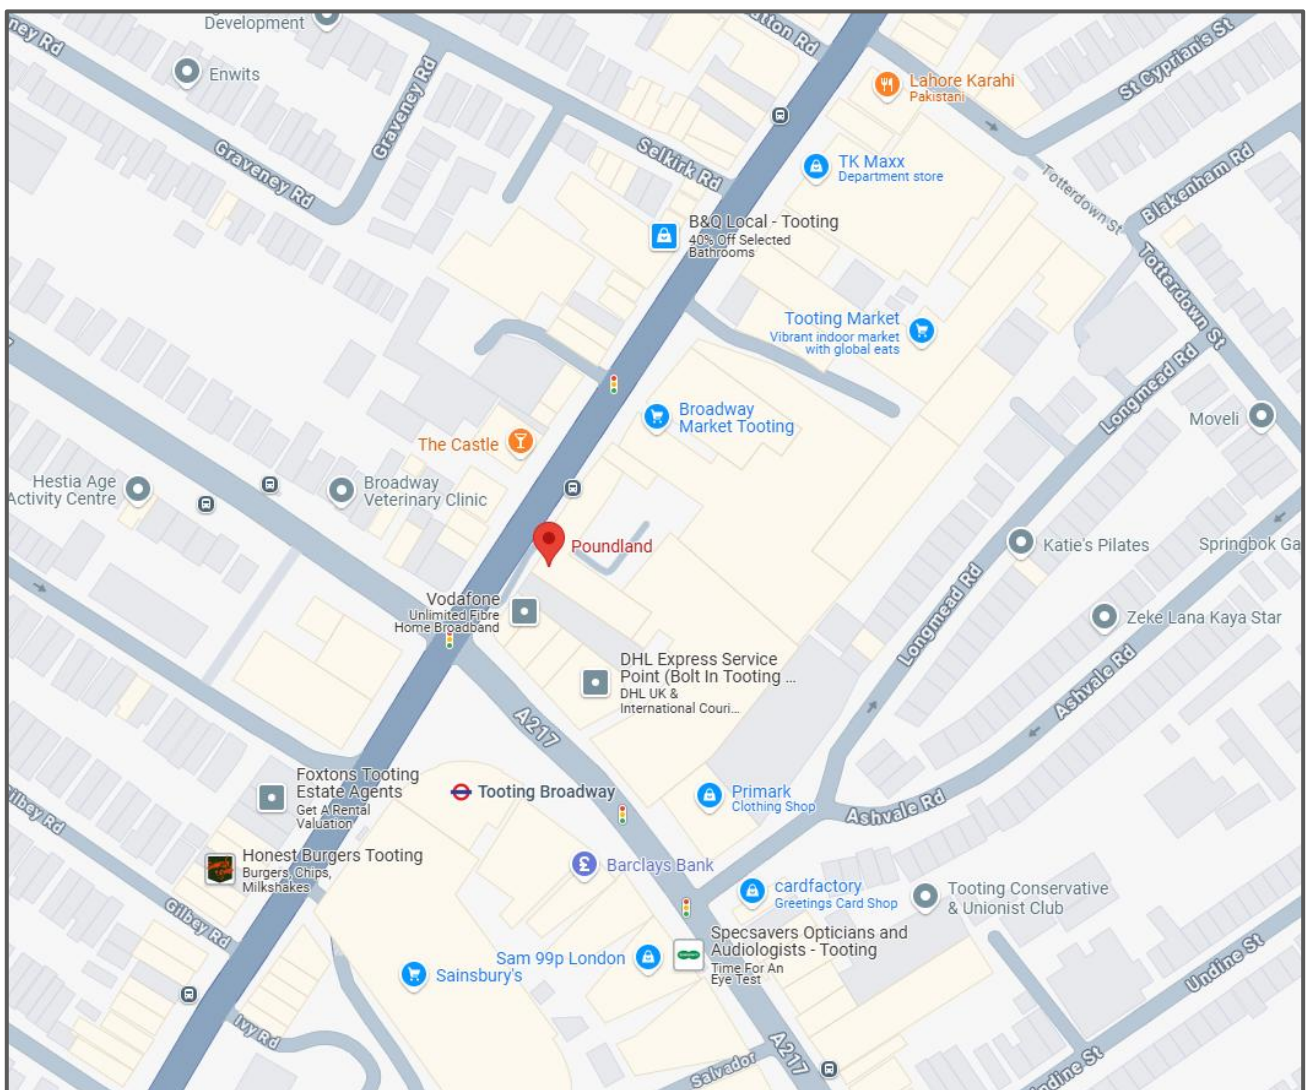 Development
Enwits
Graveney Rd
Graveney Rd
Selkirk Rd
Lahore Karahi
Pakistani
St Cyprian's St
TK Maxx
Department store
Totterdown St
Blakenham Rd
B&Q Local - Tooting
40% Off Selected
Bathrooms
Totterdown St
Tooting Market
Vibrant indoor market
with global eats
Longmead Rd
Broadway
Market Tooting
Moveli
The Castle
Hestia Age
Activity Centre
Broadway
Veterinary Clinic
Poundland
Katie's Pilates
Springbok Ga
Vodafone
Unlimited Fibre
Home Broadband
Longmead Rd
Zeke Lana Kaya Star
DHL Express Service
Point (Bolt In Tooting ...
DHL UK &
International Couri...
Ashvale Rd
A217
Foxtons Tooting
Estate Agents
Get A Rental
Valuation
Tooting Broadway
Primark
Clothing Shop
Ashvale Rd
Gilbey Rd
Honest Burgers Tooting
Burgers, Chips,
Milkshakes
Barclays Bank
cardfactory
Greetings Card Shop
Tooting Conservative
& Unionist Club
Gilbey Rd
Specsavers Opticians and
Audiologists - Tooting
Time For An
Eye Test
Sam 99p London
Sainsbury's
Undine St
Ivy Rd
A217
Salvador
Undine St